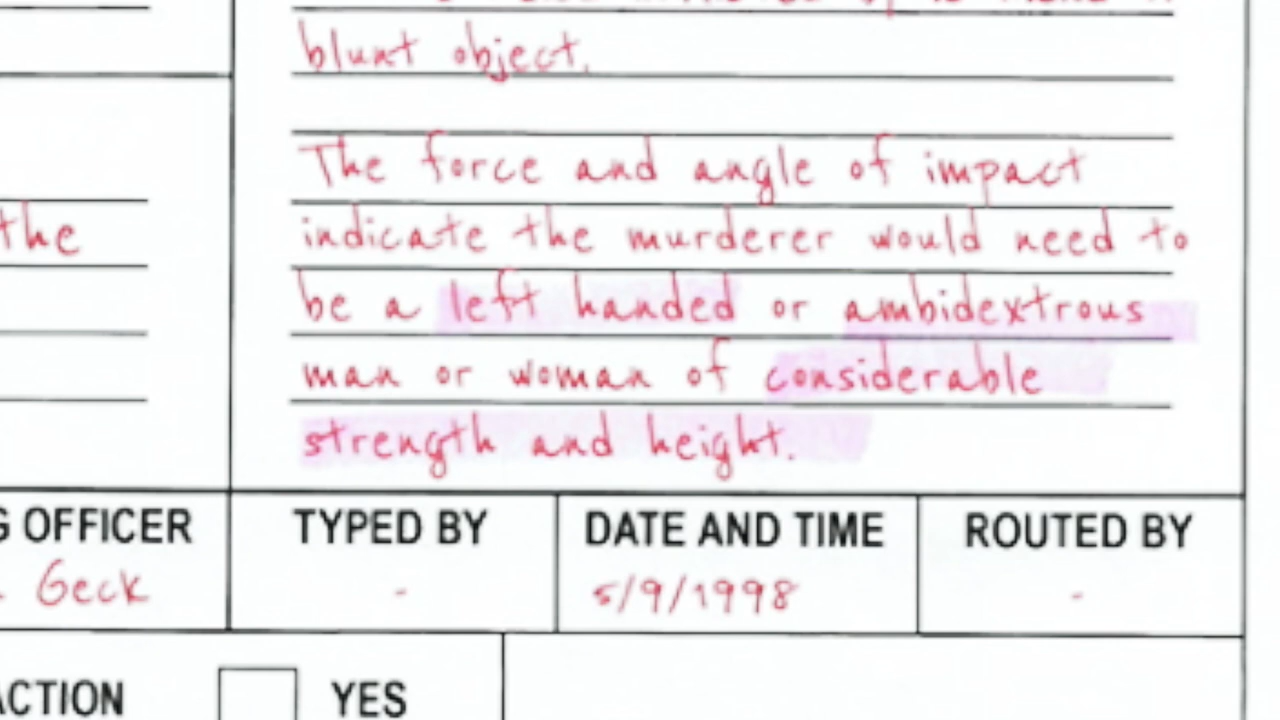 blunt object.
The force and angle of impact
indicate the murderer would need to
the
be a left handed or ambidextrous
man or woman of considerable
strength and height.
OFFICER
TYPED BY
DATE AND TIME
ROUTED BY
Geck
-
5/9/1998
-
YES